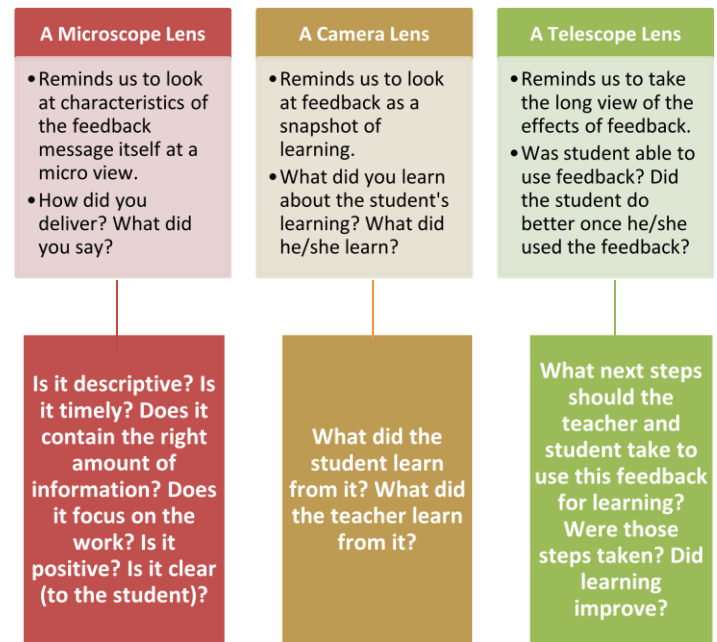 A Microscope Lens
•Reminds us to look
at characteristics of
the feedback
message itself at a
micro view.
•How did you
deliver? What did
you say?
Is it descriptive? Is
it timely? Does it
contain the right
amount of
information? Does
it focus on the
work? Is it
positive? Is it clear
(to the student)?
A Camera Lens
•Reminds us to look
at feedback as a
snapshot of
learning.
•What did you learn
about the student's
learning? What did
he/she learn?
What did the
student learn
from it? What did
the teacher learn
from it?
A Telescope Lens
•Reminds us to take
the long view of the
effects of feedback.
•Was student able to
use feedback? Did
the student do
better once he/she
used the feedback?
What next steps
should the
teacher and
student take to
use this feedback
for learning?
Were those
steps taken? Did
learning
improve?